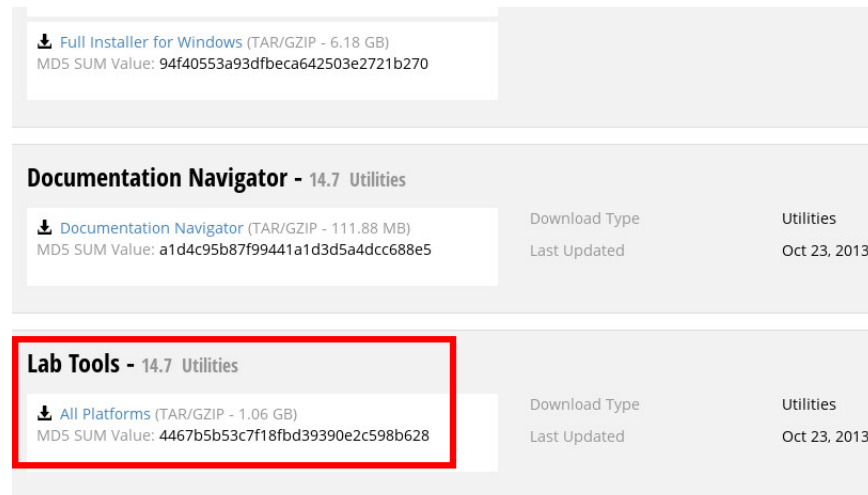 Full Installer for Windows (TAR/GZIP - 6.18 GB)
MD5 SUM Value: 94f40553a93dfbeca642503e2721b270
Documentation Navigator - 14.7 Utilities
Documentation Navigator (TAR/GZIP - 111.88 MB)
MD5 SUM Value: a1d4c95b87f99441a1d3d5a4dcc688e5
Download Type Utilities
Last Updated Oct 23, 2013
Lab Tools - 14.7 Utilities
All Platforms (TAR/GZIP - 1.06 GB)
MD5 SUM Value: 4467b5b53c7f18fbd39390e2c598b628
Download Type Utilities
Last Updated Oct 23, 2013